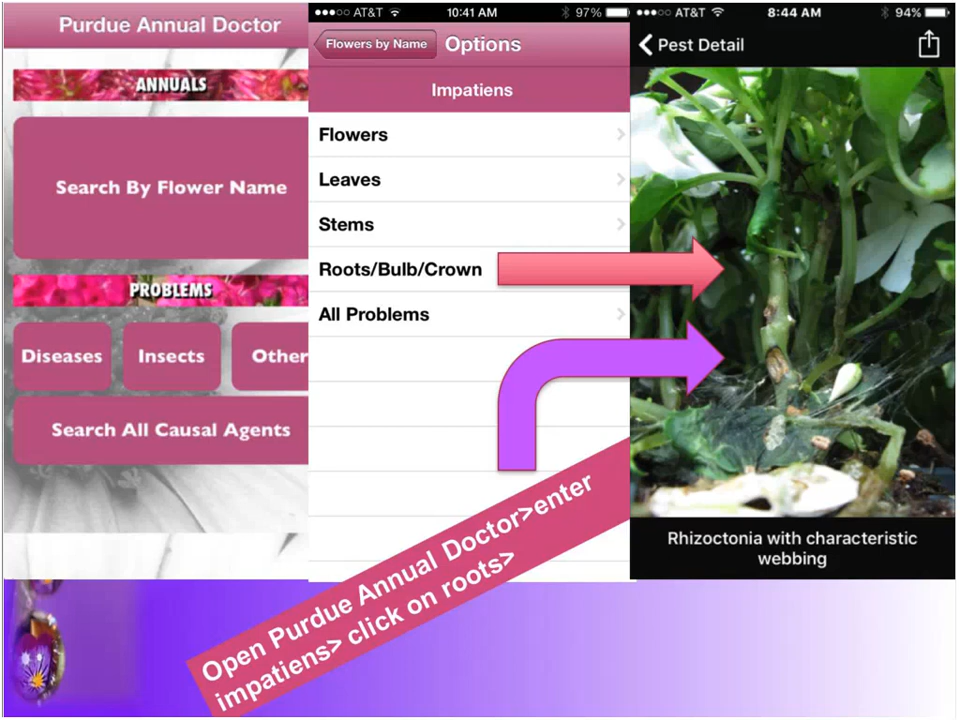 Purdue Annual Doctor
ANNUALS
Search By Flower Name
PROBLEMS
Diseases
Insects
Other
Search All Causal Agents
AT&T
10:41 AM
97%
Flowers by Name
Options
Impatiens
Flowers
Leaves
Stems
Roots/Bulb/Crown
All Problems
AT&T
8:44 AM
94%
Pest Detail
Rhizoctonia with characteristic
webbing
Open Purdue Annual Doctor>enter
impatiens> click on roots>